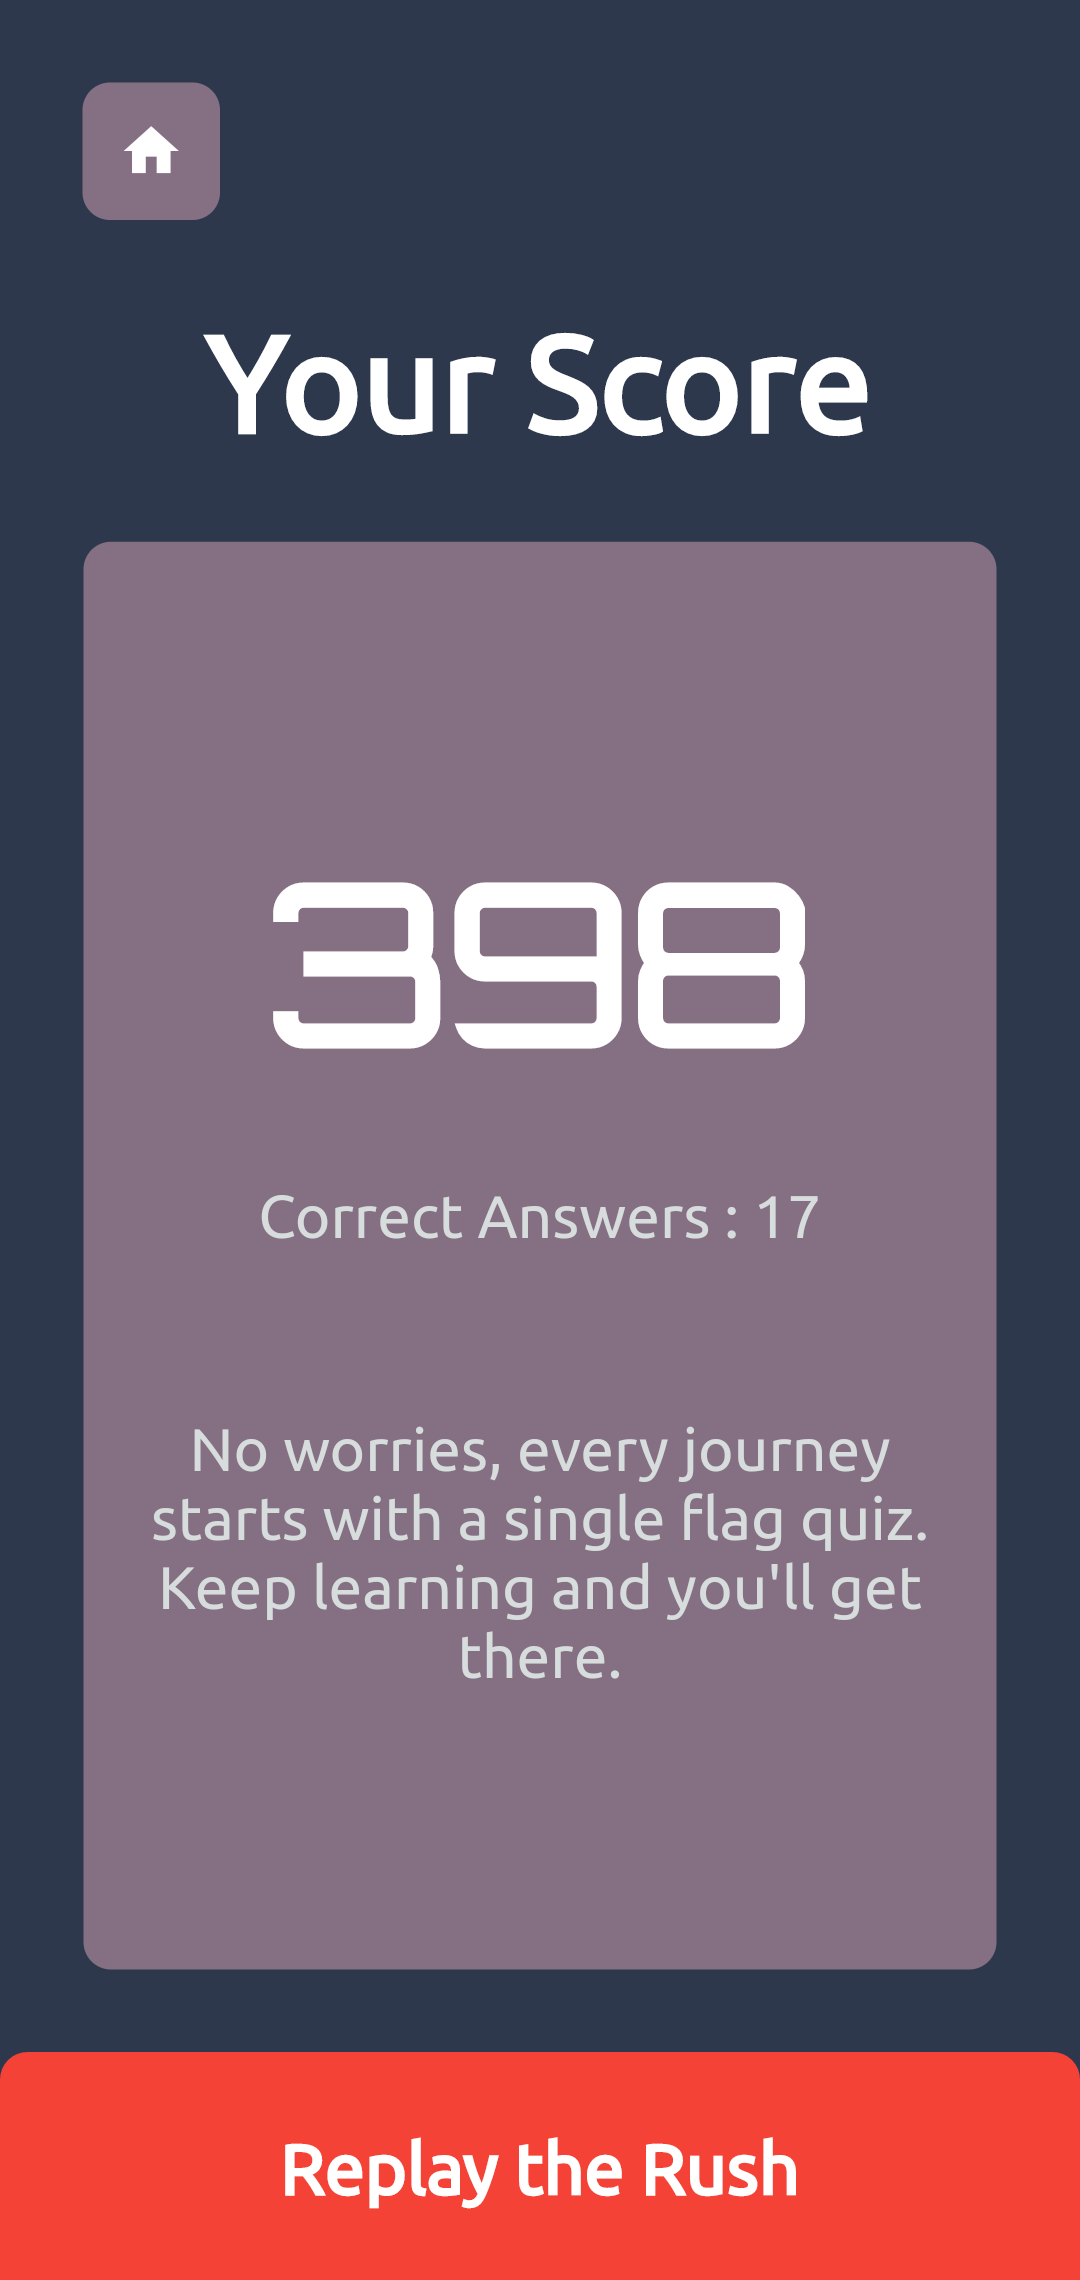 Your Score
398
Correct Answers : 17
No worries, every journey
starts with a single flag quiz.
Keep learning and you'll get
there.
Replay the Rush